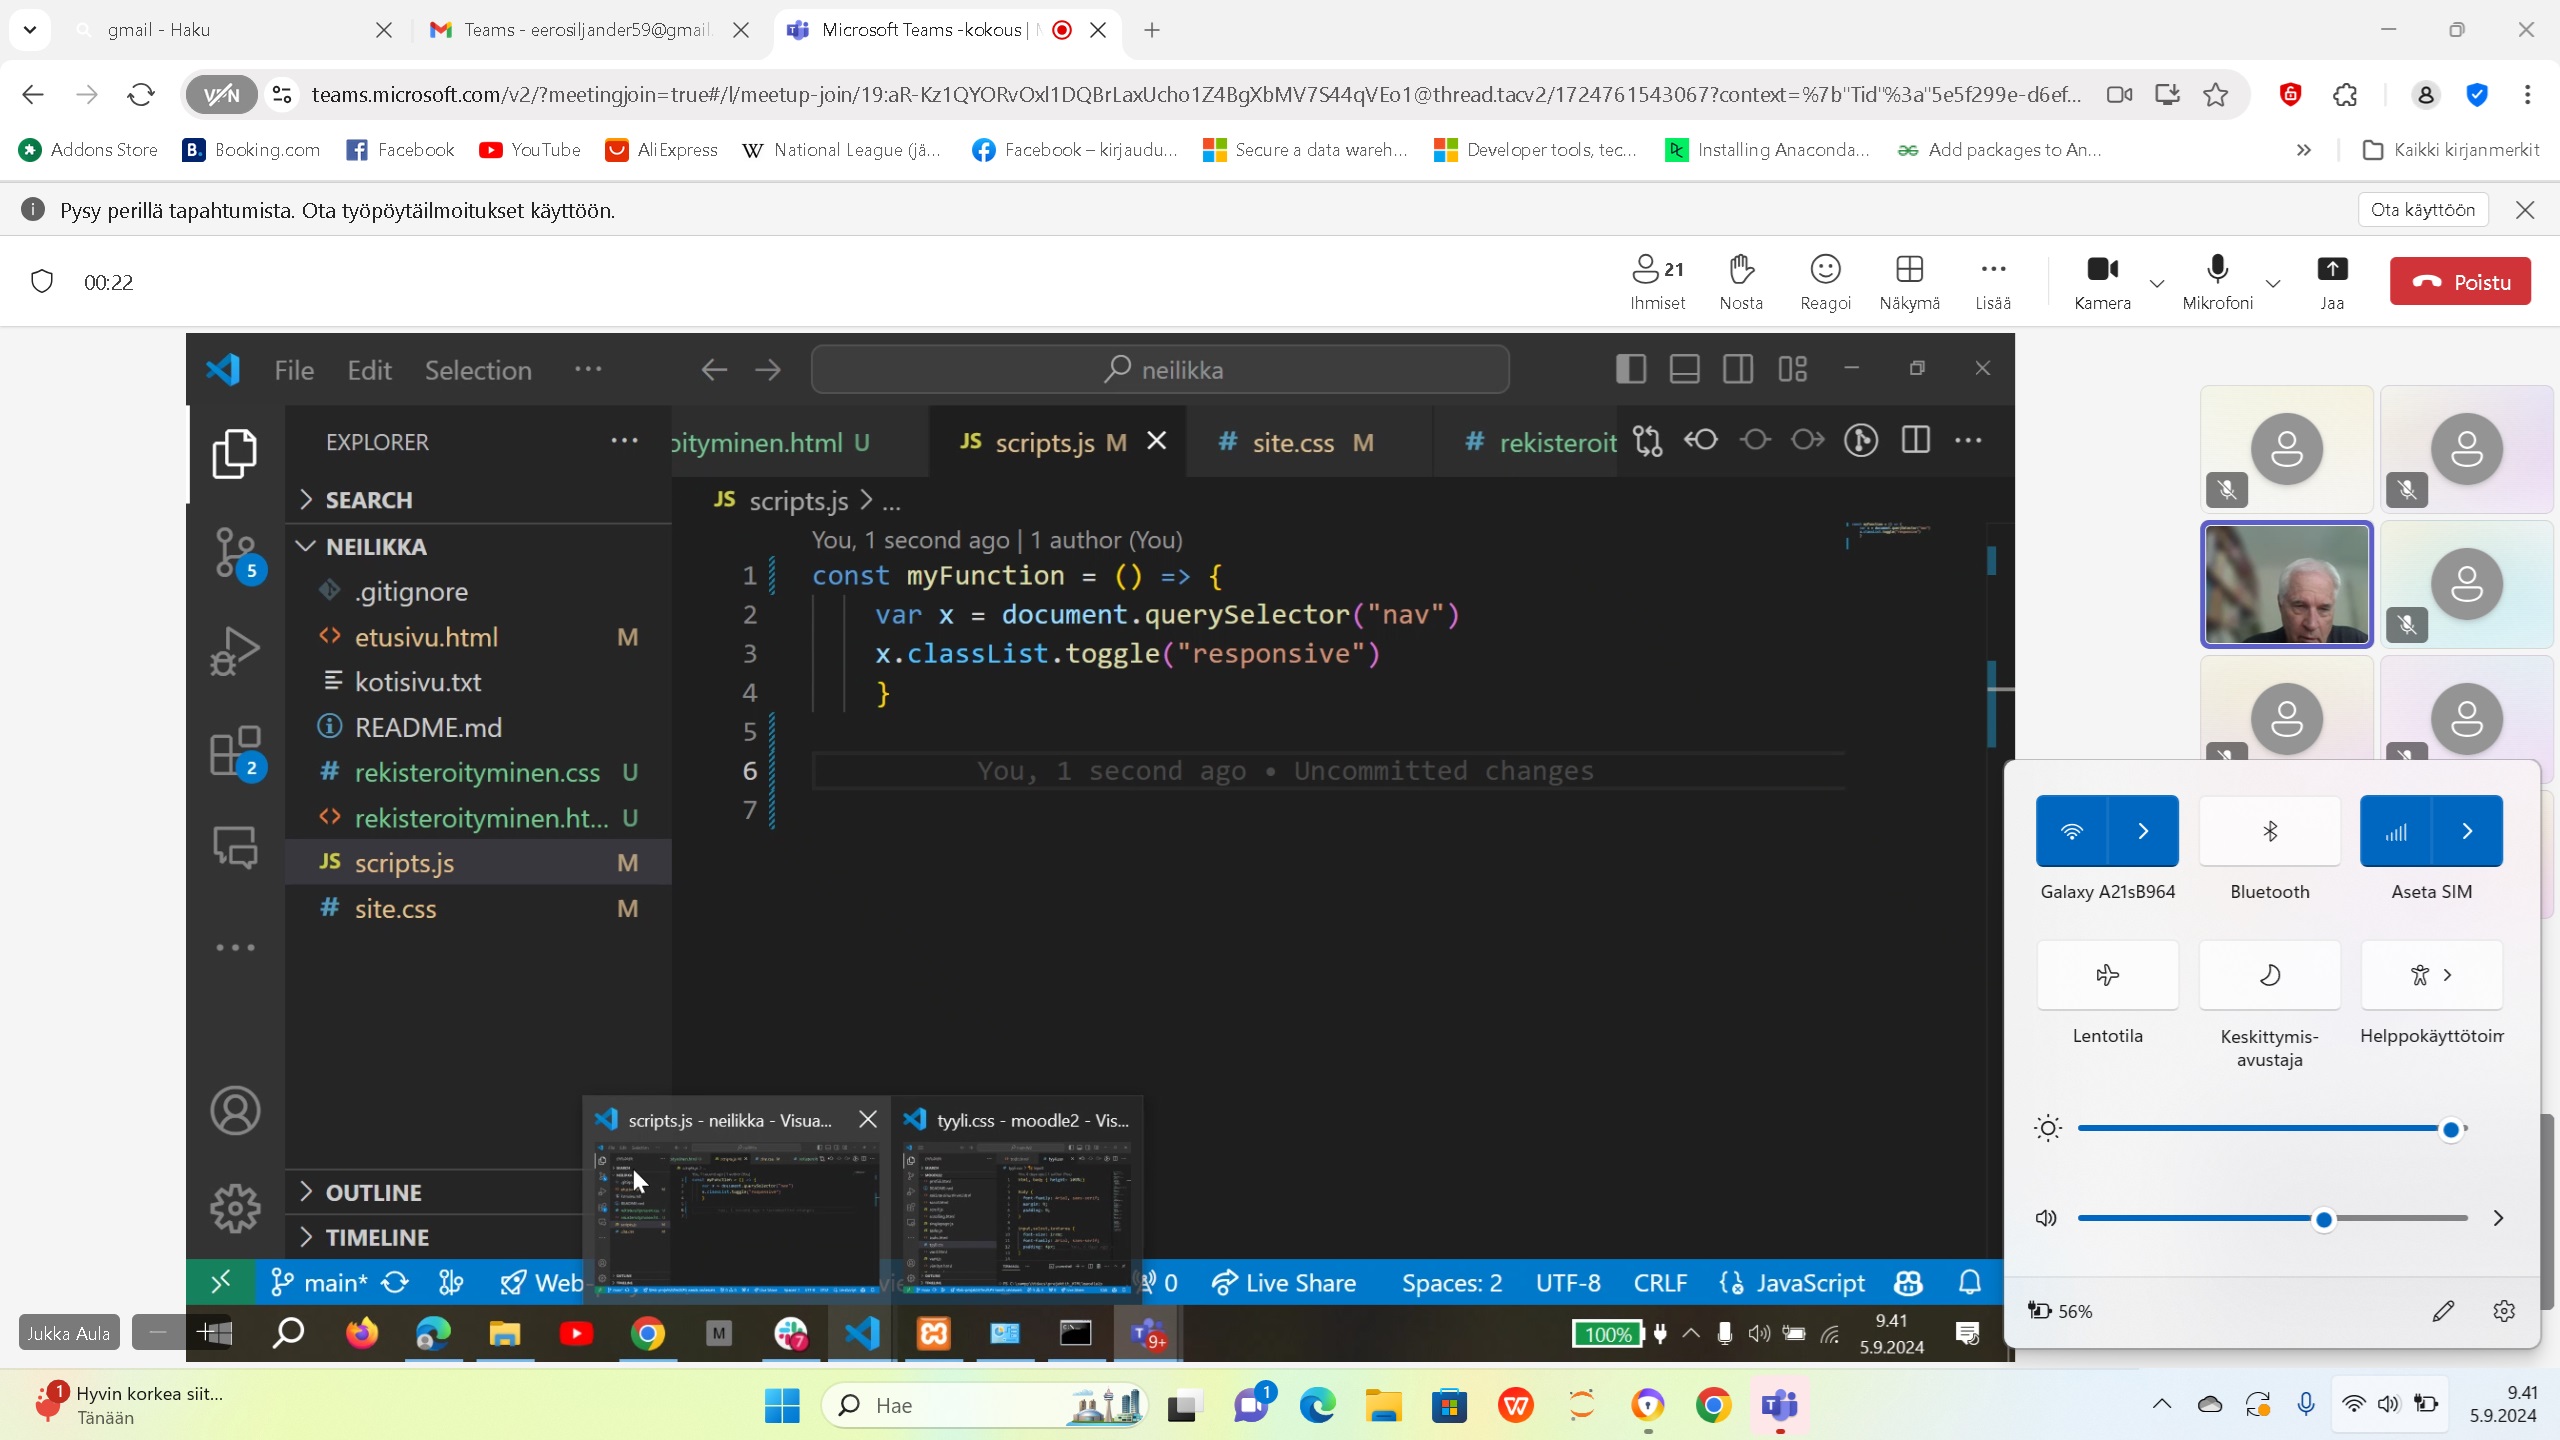 gmail - Haku
Teams - eerosiljander59@gmail.
Microsoft Teams -kokous |
VPN
teams.microsoft.com/v2/?meetingjoin=true#/l/meetup-join/19:aR-Kz1QYORvOxI1DQBrLaxUcho1Z4BgXbMV7S44qVEo1@thread.tacv2/1724761543067?context=%7b"Tid"%3a"5e5f299e-d6ef...
Addons Store
Booking.com
Facebook
YouTube
AliExpress
National League (jä...
Facebook – kirjaudu...
Secure a data wareh...
Developer tools, tec...
Installing Anaconda...
Add packages to An...
Kaikki kirjanmerkit
Pysy perillä tapahtumista. Ota työpöytäilmoitukset käyttöön.
Ota käyttöön
00:22
21
Ihmiset
Nosta
Reagoi
Näkymä
Lisää
Kamera
Mikrofoni
Jaa
Poistu
File Edit Selection ...
neilikka
EXPLORER
oityminen.html U
JS scripts.js M
# site.css M
# rekisteroit
SEARCH
NEILIKKA
.gitignore
etusivu.html M
kotisivu.txt
README.md
# rekisteroityminen.css U
rekisteroityminen.ht... U
JS scripts.js M
# site.css M
5
2
OUTLINE
TIMELINE
JS scripts.js > ...
You, 1 second ago | 1 author (You)
1 const myFunction = () => {
2 var x = document.querySelector("nav")
3 x.classList.toggle("responsive")
4 }
5
6 You, 1 second ago • Uncommitted changes
7
scripts.js - neilikka - Visua...
tyyli.css - moodle2 - Vis...
main*
Web-
0
Live Share
Spaces: 2
UTF-8
CRLF
JavaScript
Jukka Aula
M
7
9+
100%
9.41
5.9.2024
Galaxy A21sB964
Bluetooth
Aseta SIM
Lentotila
Keskittymis-
avustaja
Helppokäyttötoim
56%
1
Hyvin korkea siit...
Tänään
Hae
1
9.41
5.9.2024